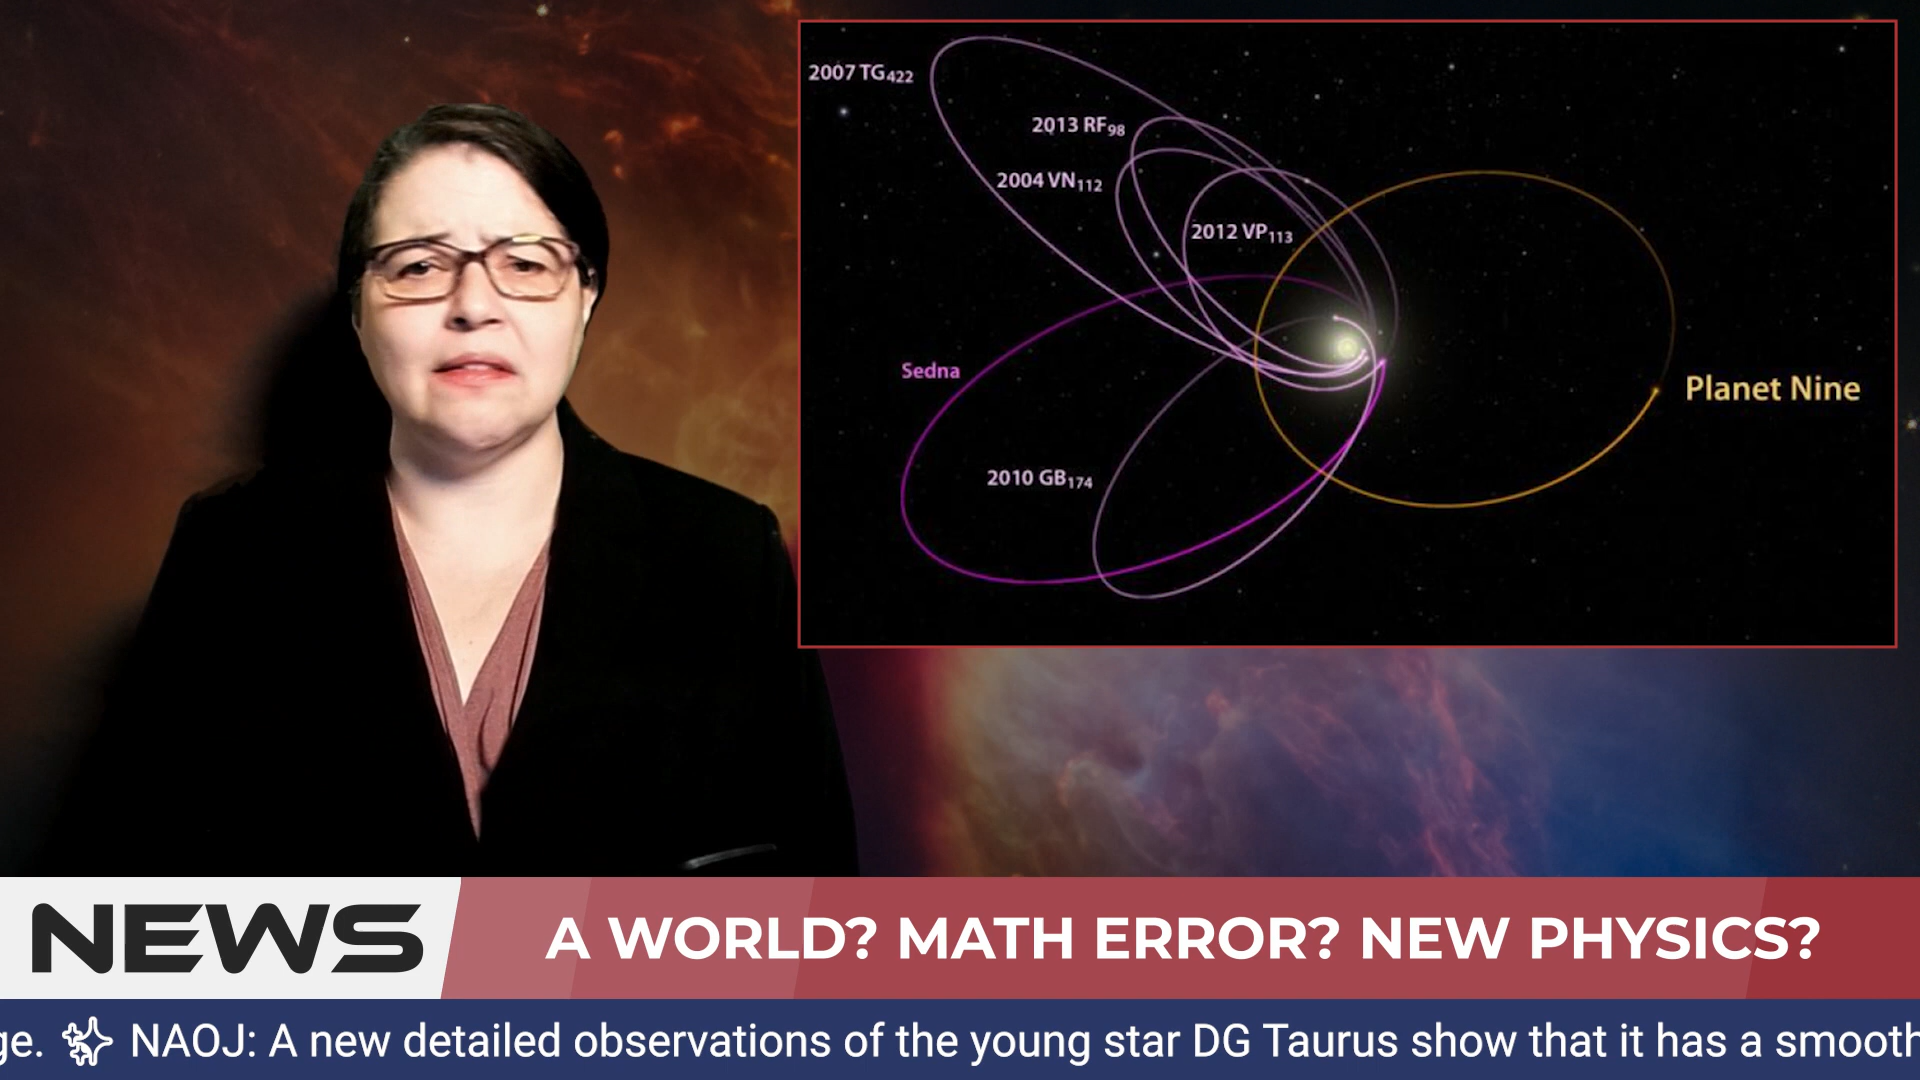 2007 TG422
2013 RF98
2004 VN112
2012 VP113
Sedna
Planet Nine
2010 GB174
NEWS
A WORLD? MATH ERROR? NEW PHYSICS?
ge. NAOJ: A new detailed observations of the young star DG Taurus show that it has a smooth